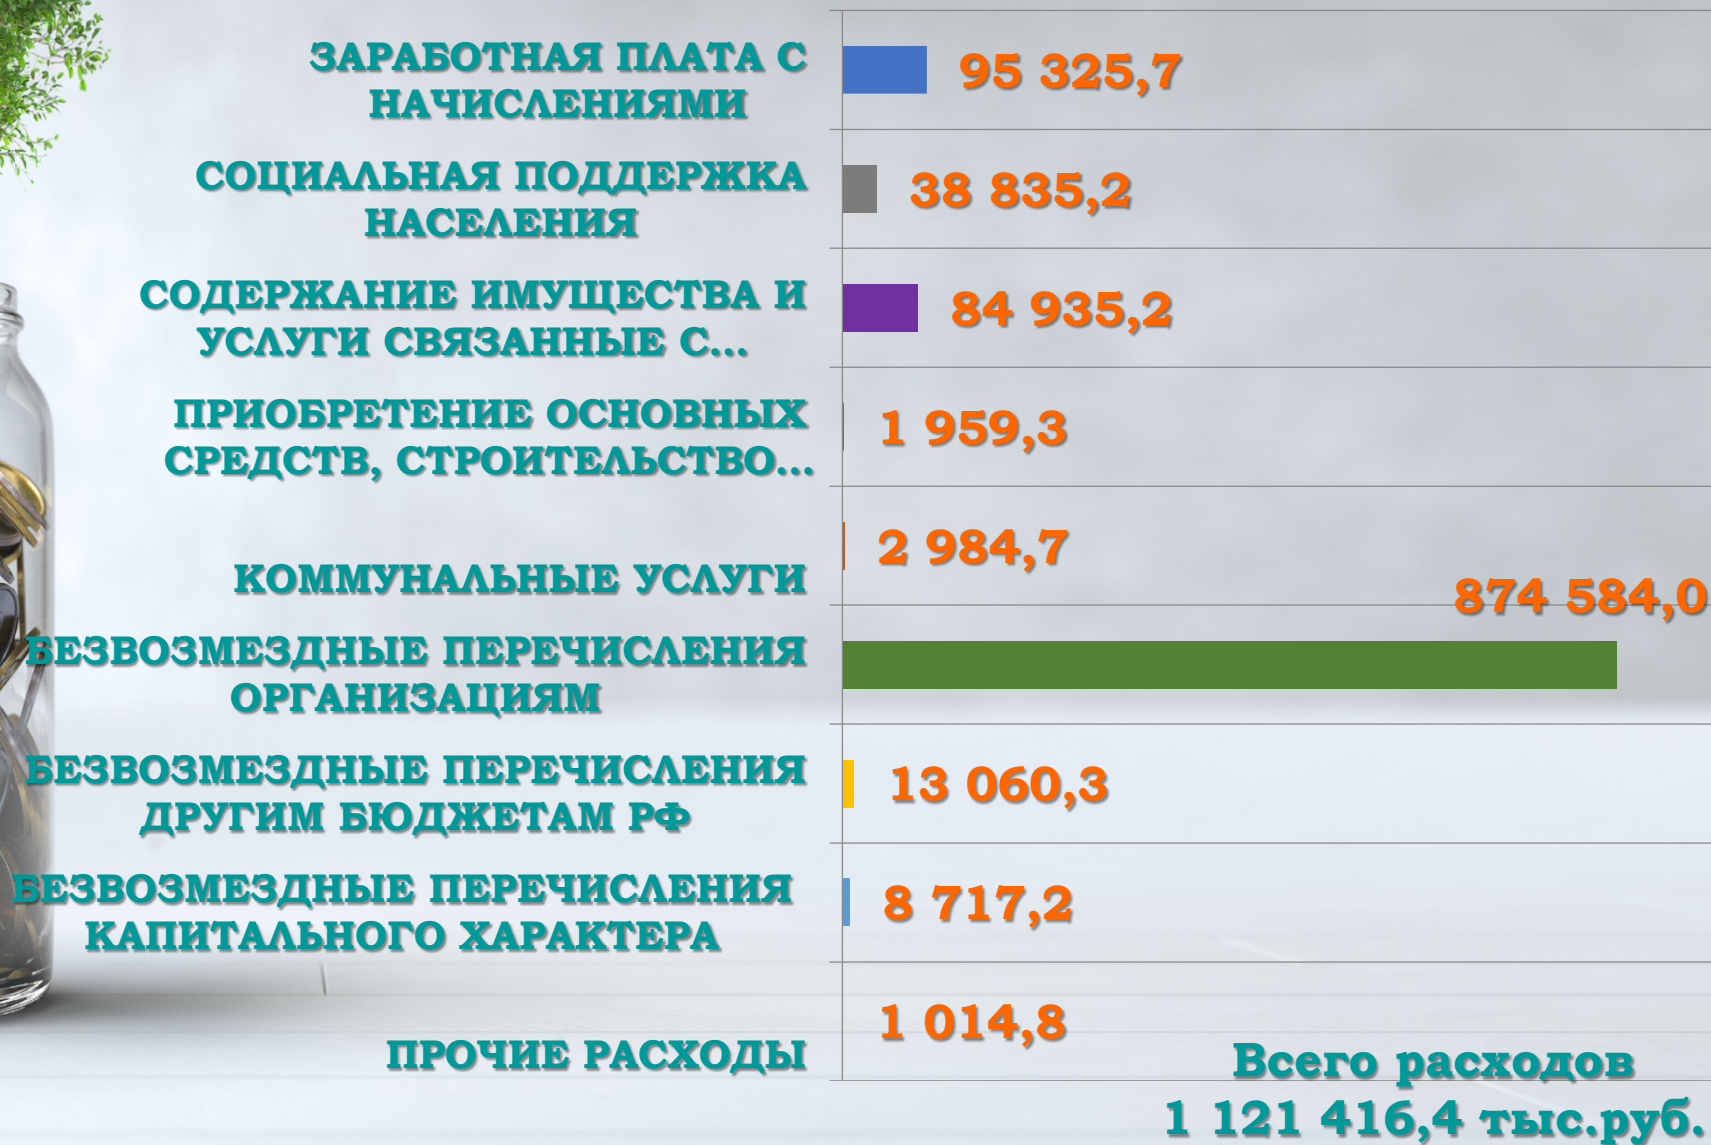 ЗАРАБОТНАЯ ПЛАТА С
НАЧИСЛЕНИЯМИ
95 325,7
СОЦИАЛЬНАЯ ПОДДЕРЖКА
НАСЕЛЕНИЯ
38 835,2
СОДЕРЖАНИЕ ИМУЩЕСТВА И
УСЛУГИ СВЯЗАННЫЕ С...
84 935,2
ПРИОБРЕТЕНИЕ ОСНОВНЫХ
СРЕДСТВ, СТРОИТЕЛЬСТВО...
1 959,3
КОММУНАЛЬНЫЕ УСЛУГИ
2 984,7
БЕЗВОЗМЕЗДНЫЕ ПЕРЕЧИСЛЕНИЯ
ОРГАНИЗАЦИЯМ
874 584,0
БЕЗВОЗМЕЗДНЫЕ ПЕРЕЧИСЛЕНИЯ
ДРУГИМ БЮДЖЕТАМ РФ
13 060,3
БЕЗВОЗМЕЗДНЫЕ ПЕРЕЧИСЛЕНИЯ
КАПИТАЛЬНОГО ХАРАКТЕРА
8 717,2
ПРОЧИЕ РАСХОДЫ
1 014,8
Всего расходов
1 121 416,4 тыс.руб.